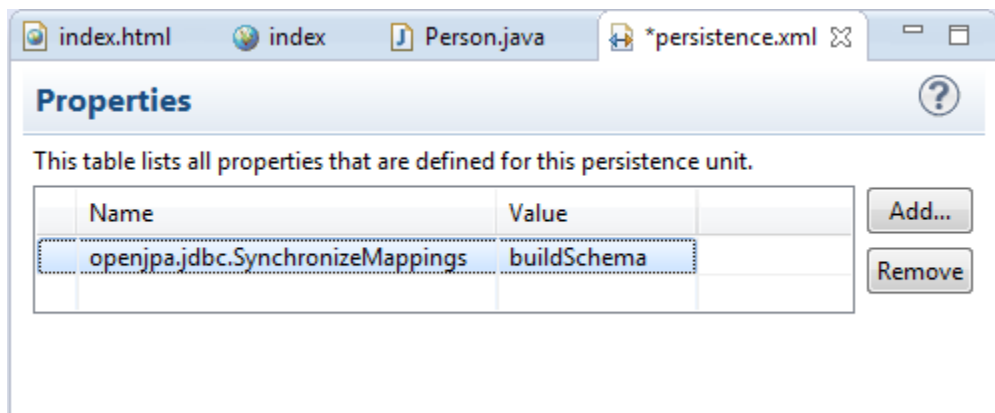 index.html index Person.java *persistence.xml
Properties
This table lists all properties that are defined for this persistence unit.
Name Value Add...
openjpa.jdbc.SynchronizeMappings buildSchema Remove